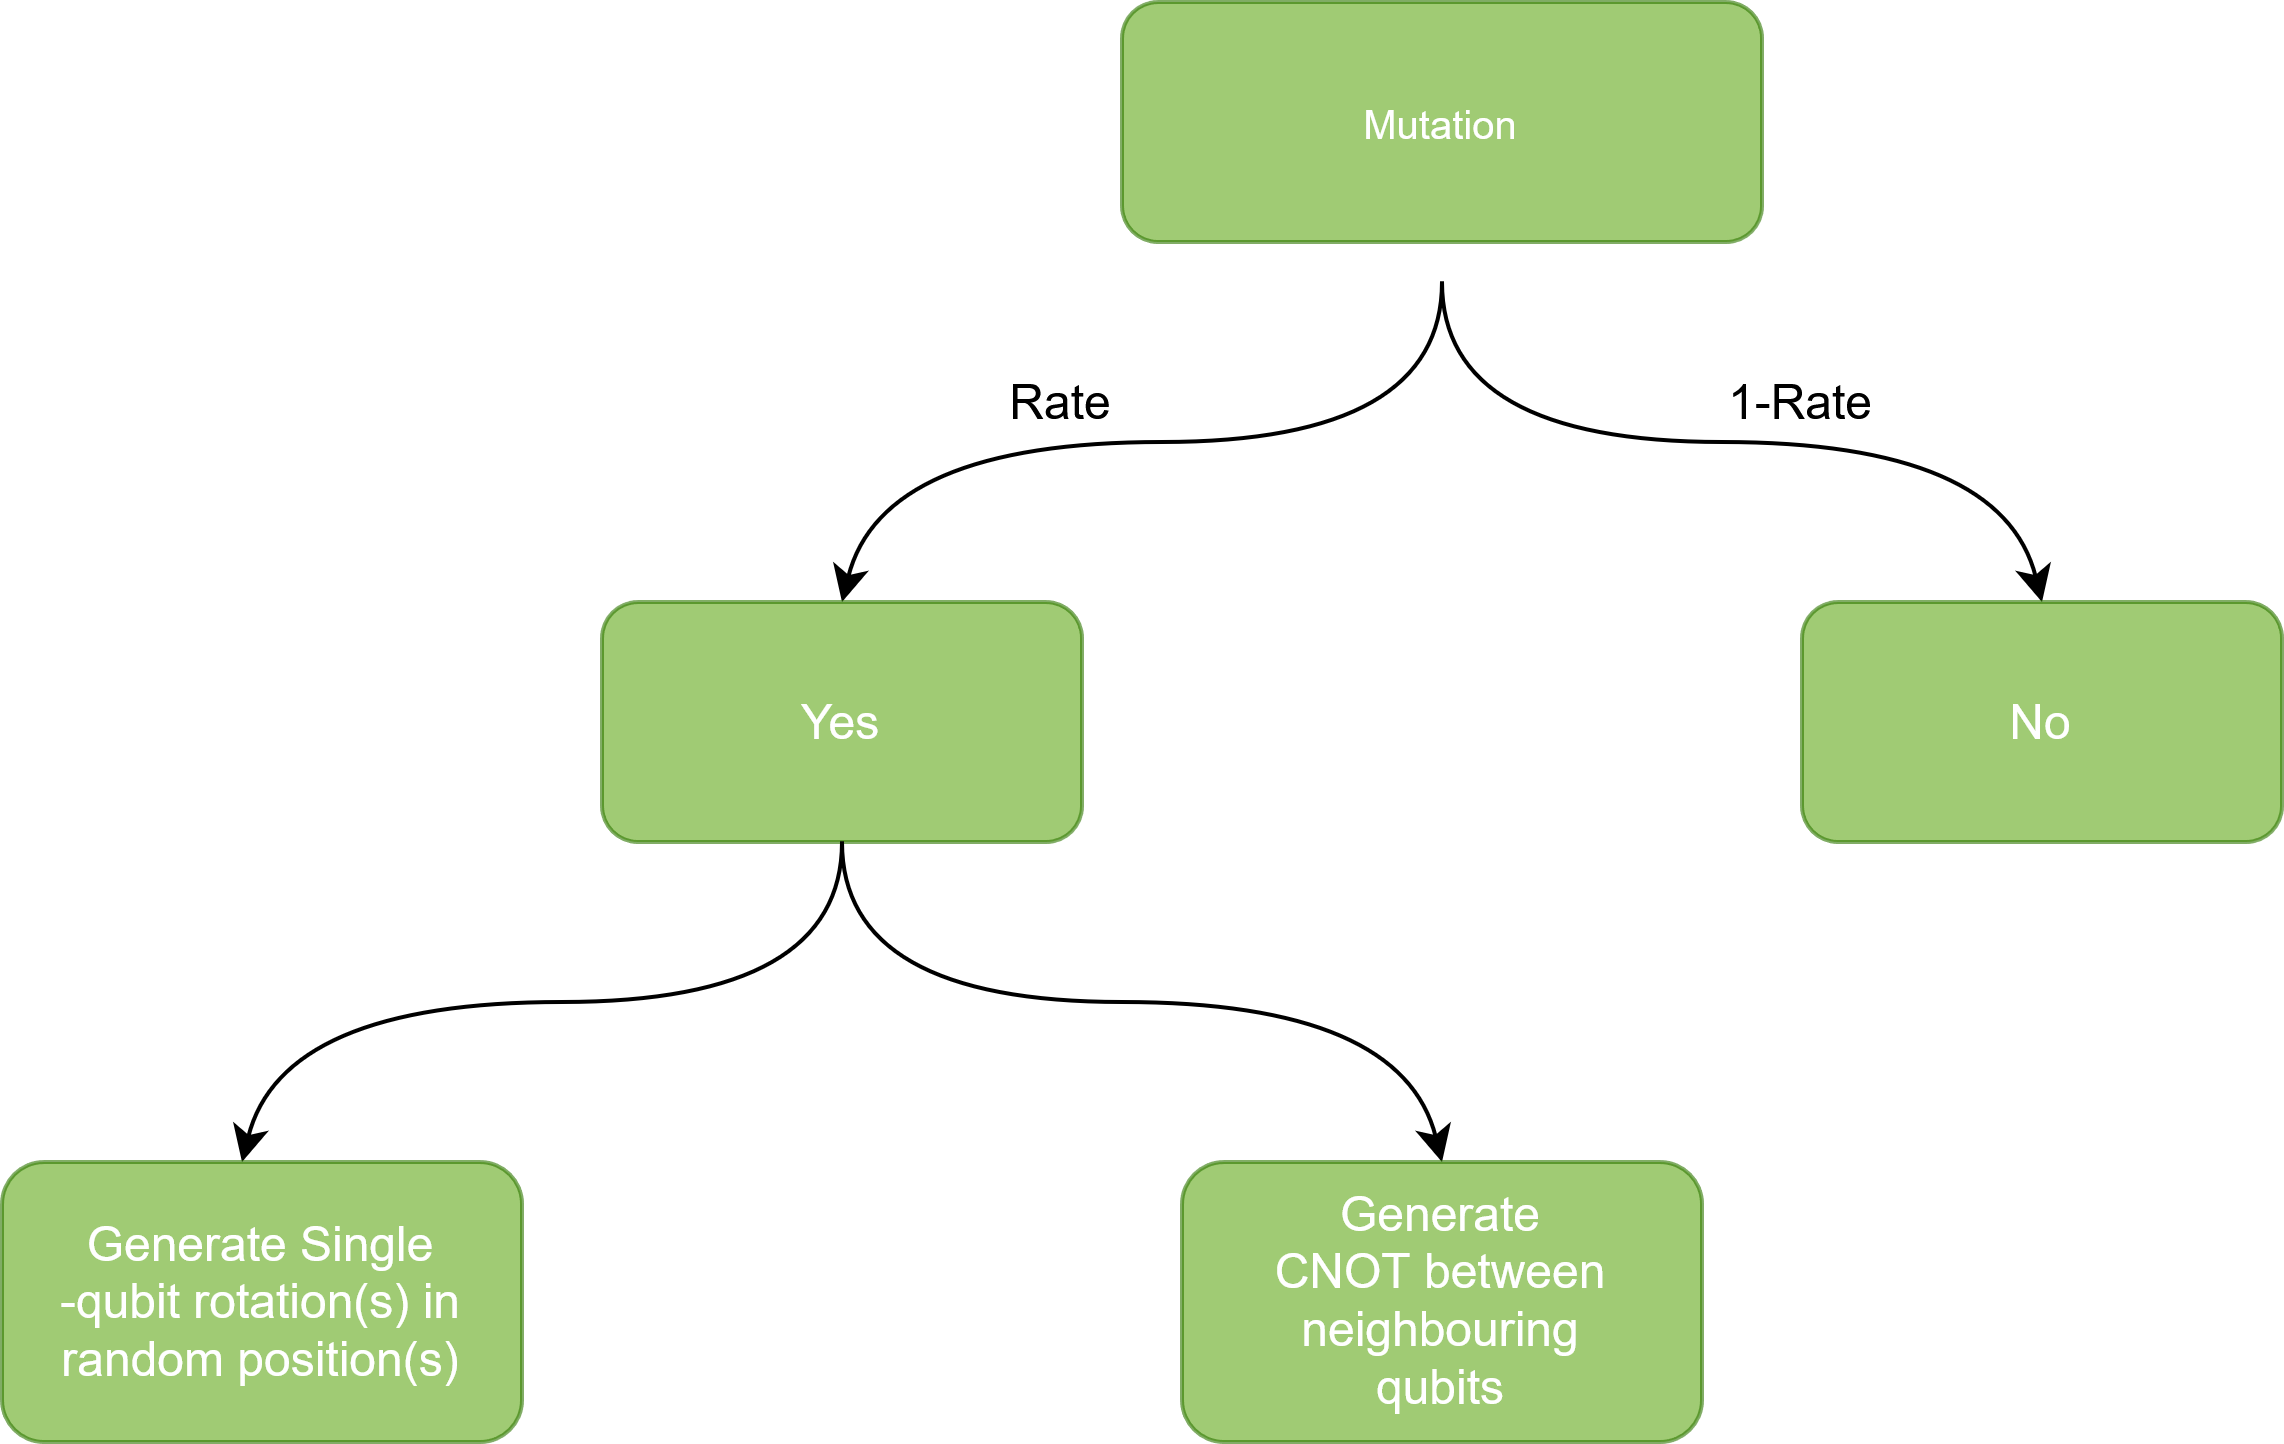 Mutation
Rate
1-Rate
Yes
No
Generate Single
-qubit rotation(s) in
random position(s)
Generate
CNOT between
neighbouring
qubits